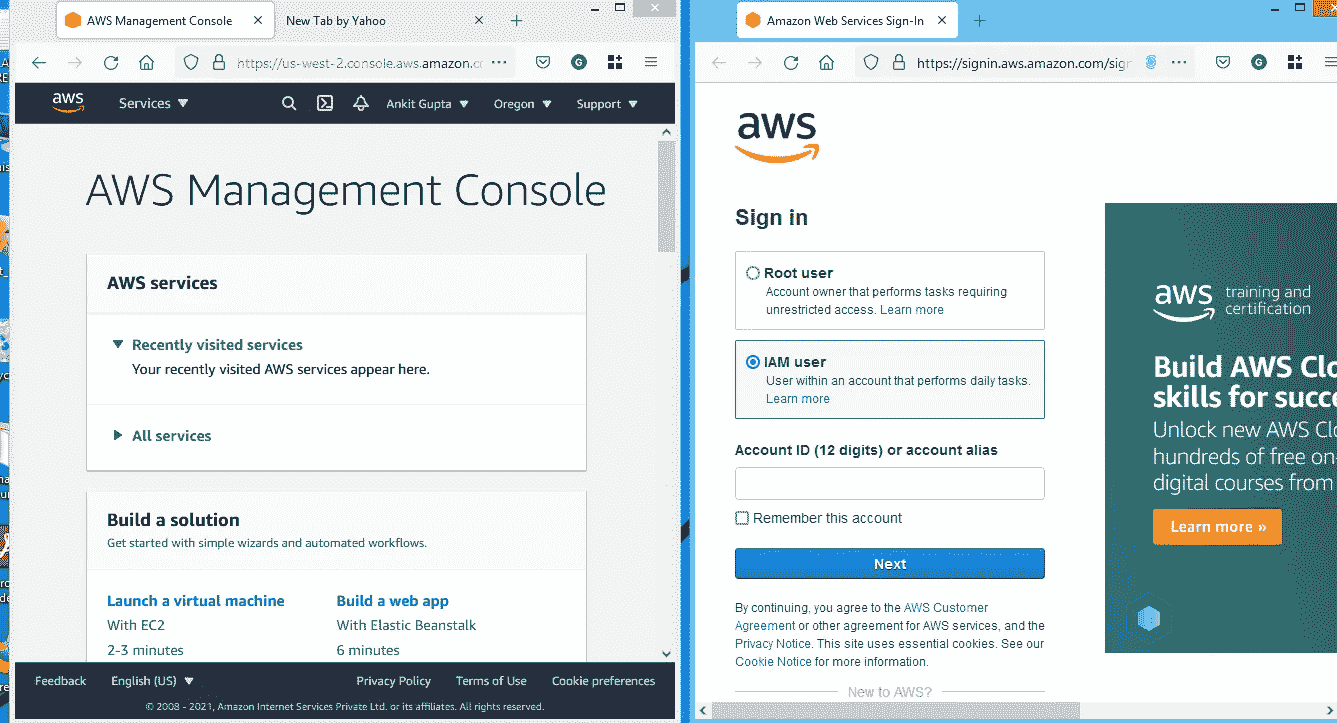 AWS Management Console
New Tab by Yahoo
https://us-west-2.console.aws.amazon.co
aws
Services
Ankit Gupta
Oregon
Support
AWS Management Console
AWS services
Recently visited services
Your recently visited AWS services appear here.
All services
Build a solution
Get started with simple wizards and automated workflows.
Launch a virtual machine
With EC2
2-3 minutes
Build a web app
With Elastic Beanstalk
6 minutes
Feedback
English (US)
Privacy Policy
Terms of Use
Cookie preferences
© 2008 - 2021, Amazon Internet Services Private Ltd. or its affiliates. All rights reserved.
Amazon Web Services Sign-In
https://signin.aws.amazon.com/sign
aws
Sign in
Root user
Account owner that performs tasks requiring
unrestricted access. Learn more
IAM user
User within an account that performs daily tasks.
Learn more
Account ID (12 digits) or account alias
Remember this account
Next
By continuing, you agree to the AWS Customer
Agreement or other agreement for AWS services, and the
Privacy Notice. This site uses essential cookies. See our
Cookie Notice for more information.
New to AWS?
aws training and
certification
Build AWS Clo
skills for succe
Unlock new AWS Clo
hundreds of free on-
digital courses from
Learn more »